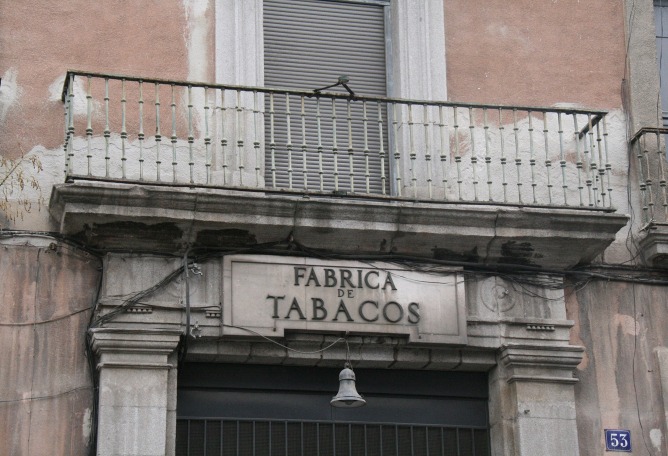 FABRICA
DE
TABACOS
53